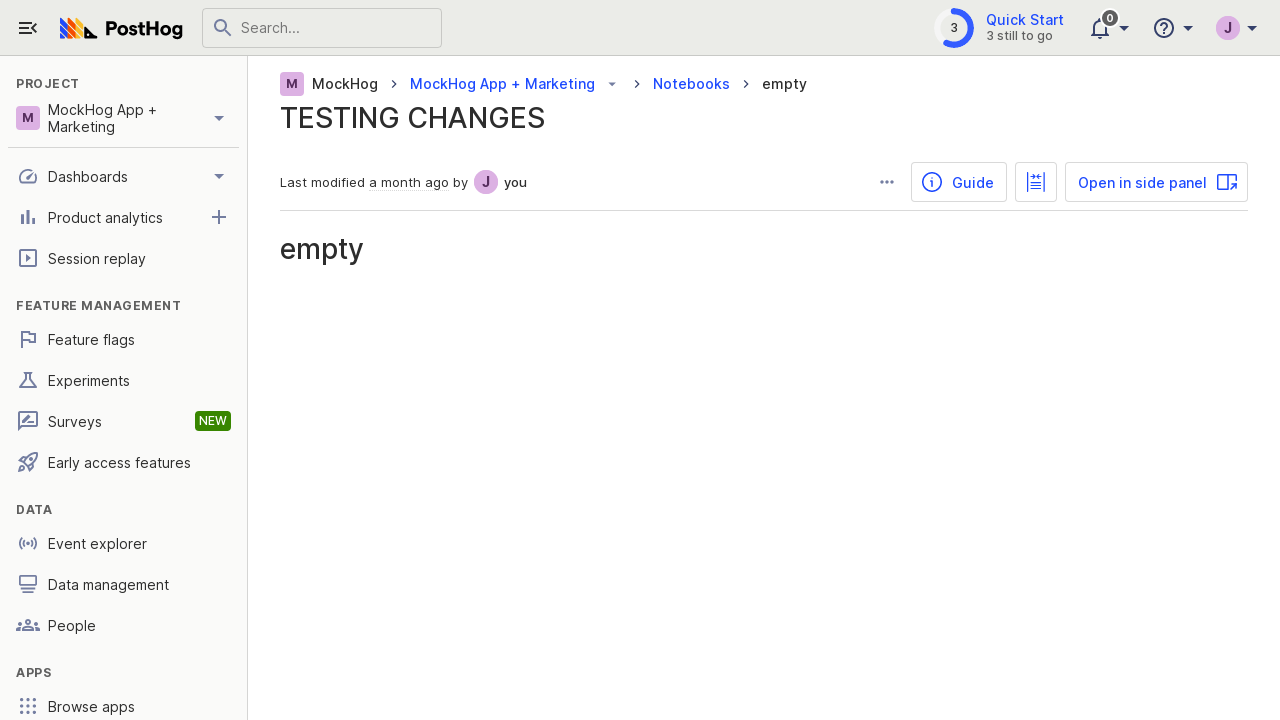 PostHog
Search...
3
Quick Start
3 still to go
0
J
PROJECT
M
MockHog App +
Marketing
Dashboards
Product analytics
Session replay
FEATURE MANAGEMENT
Feature flags
Experiments
Surveys
NEW
Early access features
DATA
Event explorer
Data management
People
APPS
Browse apps
M MockHog MockHog App + Marketing Notebooks empty
TESTING CHANGES
Last modified a month ago by J you
Guide
Open in side panel
empty